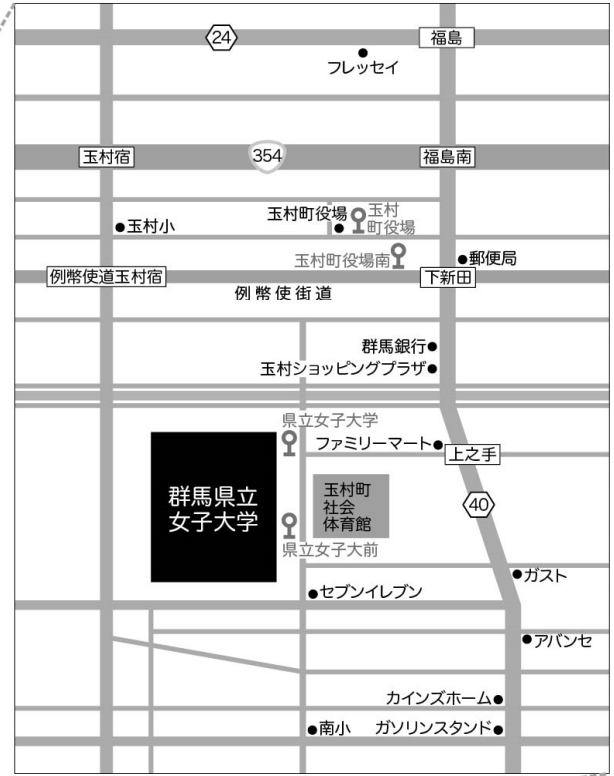 24
福島
フレッセイ
玉村宿
354
福島南
玉村小
玉村町役場
玉村
町役場
玉村町役場南
郵便局
例幣使道玉村宿
下新田
例幣使街道
群馬銀行
玉村ショッピングプラザ
県立女子大学
ファミリーマート
上之手
群馬県立
女子大学
玉村町
社会
体育館
40
県立女子大前
ガスト
セブンイレブン
アバンセ
カインズホーム
南小
ガソリンスタンド